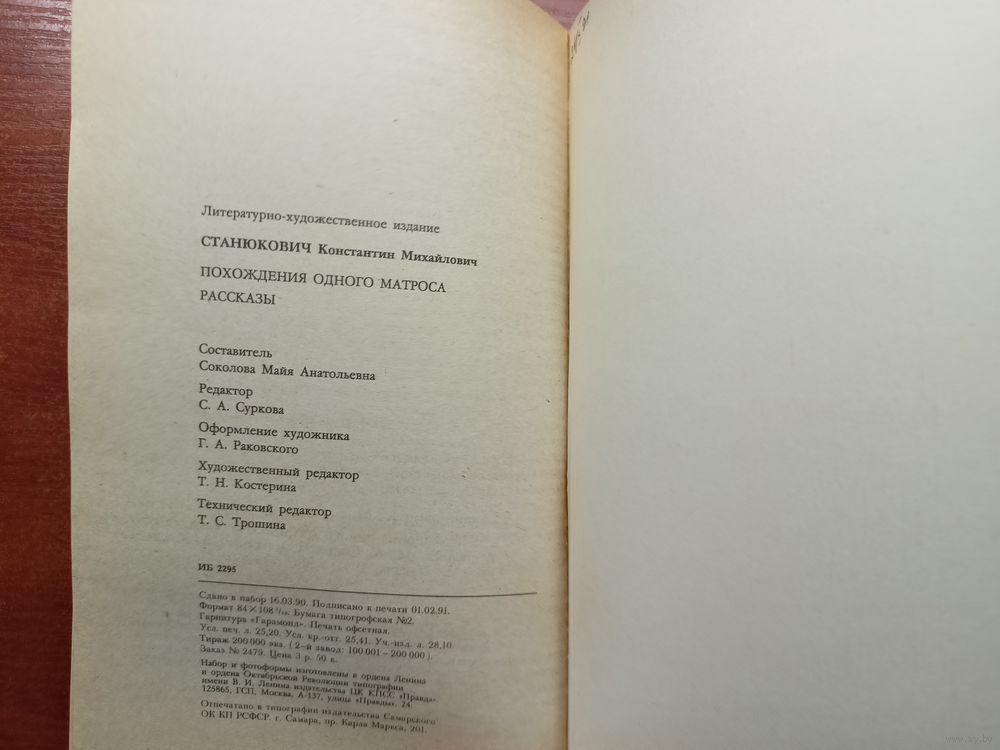 Литературно-художественное издание
СТАНЮКОВИЧ Константин Михайлович
ПОХОЖДЕНИЯ ОДНОГО МАТРОСА
РАССКАЗЫ
Составитель
Соколова Майя Анатольевна
Редактор
С. А. Суркова
Оформление художника
Г. А. Раковского
Художественный редактор
Т. Н. Костерина
Технический редактор
Т. С. Трошина
ИБ 2295
Сдано в набор 16.03.90. Подписано к печати 01.02.91.
Формат 84×108 ¹/₃₂. Бумага типогрофская №2.
Гарнитура «Гарамонд». Печать офсетная.
Усл. печ. л. 25,20. Усл. кр.-отт. 25,41. Уч.-изд. л. 28,10
Тираж 200 000 экз. (2-й завод: 100 001 – 200 000).
Заказ № 2479. Цена 3 р. 50 к.
Набор и фотоформы изготовлены в ордена Ленина
и ордена Октябрьской Революции типографии
имени В. И. Ленина издательства ЦК КПСС «Правда».
125865, ГСП, Москва, А-137, улица «Правды», 24.
Отпечатано в типографии издательства Самарского
ОК КП РСФСР. г. Самара, пр. Карла Маркса, 201.
www.ay.by